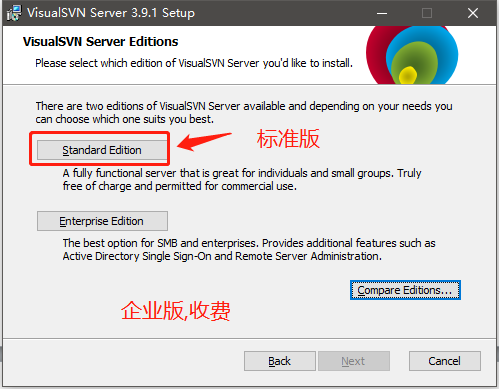 VisualSVN Server 3.9.1 Setup
VisualSVN Server Editions
Please select which edition of VisualSVN Server you'd like to install.
There are two editions of VisualSVN Server available and depending on your needs you
can choose which one suits you best.
Standard Edition
标准版
A fully functional server that is great for individuals and small groups. Truly
free of charge and permitted for commercial use.
Enterprise Edition
The best option for SMB and enterprises. Provides additional features such as
Active Directory Single Sign-On and Remote Server Administration.
Compare Editions...
企业版,收费
Back
Next
Cancel